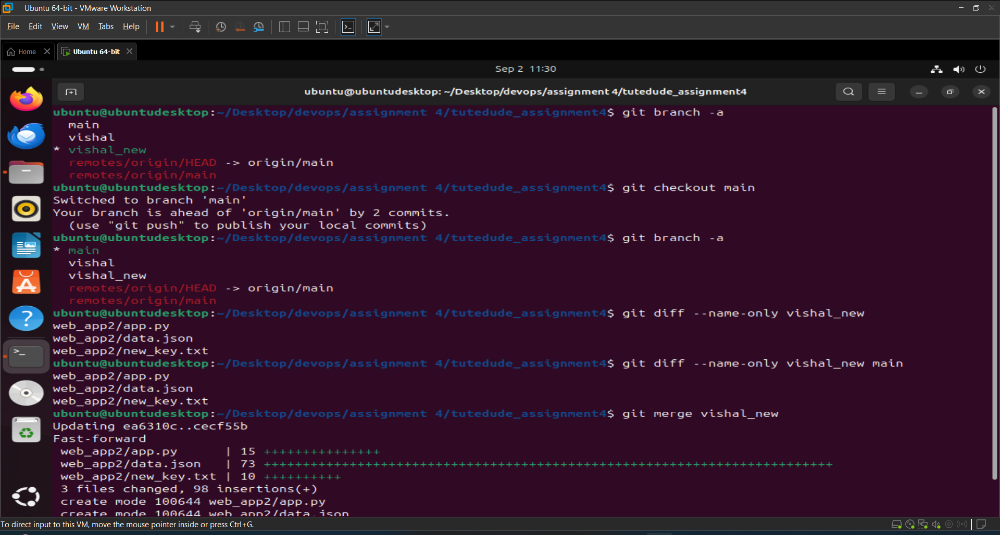 Ubuntu 64-bit - VMware Workstation
File Edit View VM Tabs Help
Home
Ubuntu 64-bit
Sep 2 11:30
ubuntu@ubuntudesktop: ~/Desktop/devops/assignment 4/tutedude_assignment4
ubuntu@ubuntudesktop:~/Desktop/devops/assignment 4/tutedude_assignment4$ git branch -a
  main
  vishal
* vishal_new
  remotes/origin/HEAD -> origin/main
  remotes/origin/main
ubuntu@ubuntudesktop:~/Desktop/devops/assignment 4/tutedude_assignment4$ git checkout main
Switched to branch 'main'
Your branch is ahead of 'origin/main' by 2 commits.
  (use "git push" to publish your local commits)
ubuntu@ubuntudesktop:~/Desktop/devops/assignment 4/tutedude_assignment4$ git branch -a
* main
  vishal
  vishal_new
  remotes/origin/HEAD -> origin/main
  remotes/origin/main
ubuntu@ubuntudesktop:~/Desktop/devops/assignment 4/tutedude_assignment4$ git diff --name-only vishal_new
web_app2/app.py
web_app2/data.json
web_app2/new_key.txt
ubuntu@ubuntudesktop:~/Desktop/devops/assignment 4/tutedude_assignment4$ git diff --name-only vishal_new main
web_app2/app.py
web_app2/data.json
web_app2/new_key.txt
ubuntu@ubuntudesktop:~/Desktop/devops/assignment 4/tutedude_assignment4$ git merge vishal_new
Updating ea6310c..cecf55b
Fast-forward
 web_app2/app.py      | 15 +++++++++++++++
 web_app2/data.json   | 73 +++++++++++++++++++++++++++++++++++++++++++++++++++++++++++++++++++++++++
 web_app2/new_key.txt | 10 ++++++++++
 3 files changed, 98 insertions(+)
 create mode 100644 web_app2/app.py
 create mode 100644 web_app2/data.json
To direct input to this VM, move the mouse pointer inside or press Ctrl+G.